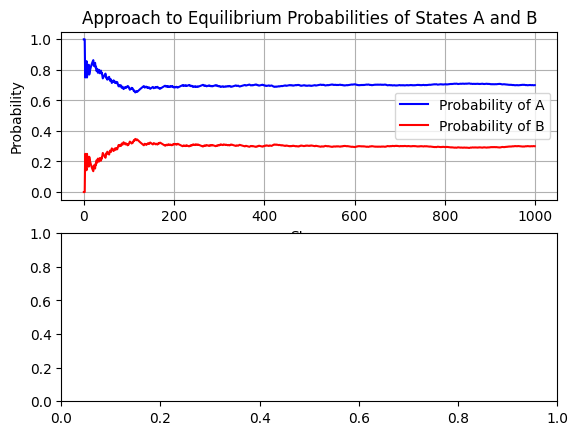 Approach to Equilibrium Probabilities of States A and B
1.0
0.8
0.6
0.4
0.2
0.0
Probability
Probability of A
Probability of B
0 200 400 600 800 1000
1.0
0.8
0.6
0.4
0.2
0.0
0.0 0.2 0.4 0.6 0.8 1.0